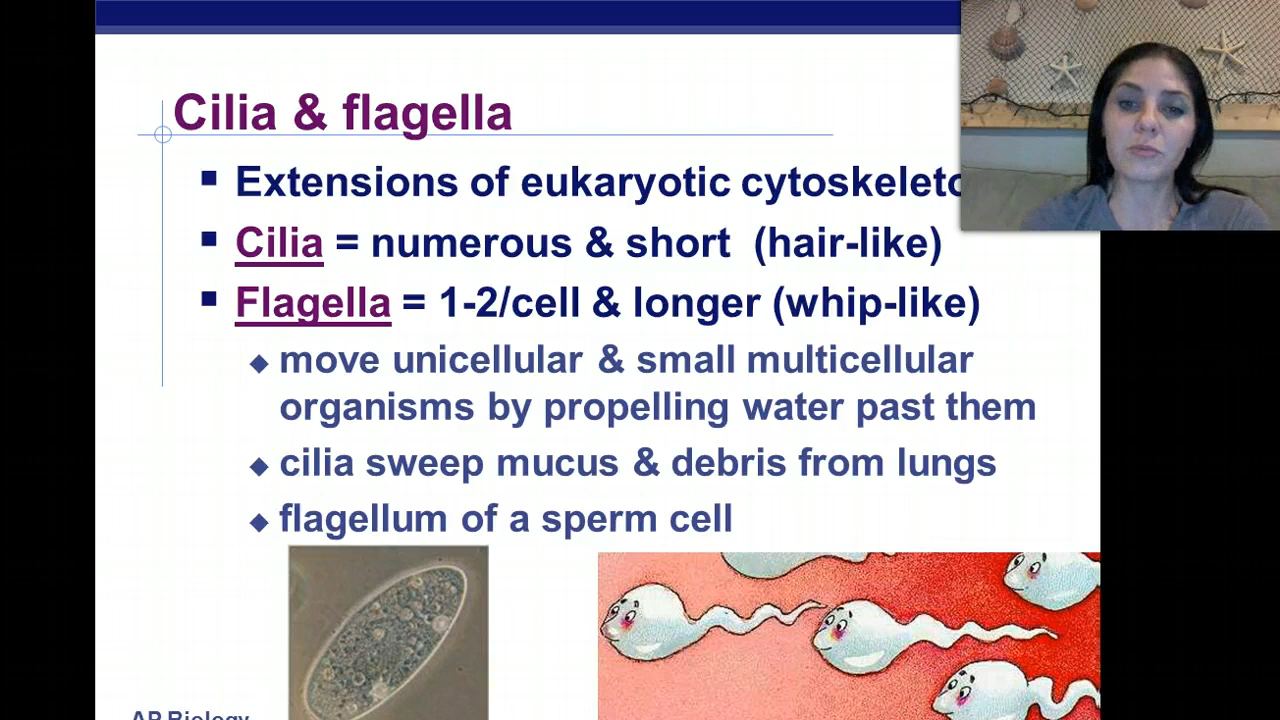 Cilia & flagella
Extensions of eukaryotic
Cilia = numerous & short (hair-like)
Flagella = 1-2/cell & longer (whip-like)
move unicellular & small multicellular
organisms by propelling water past them
cilia sweep mucus & debris from lungs
flagellum of a sperm cell
AP Biology